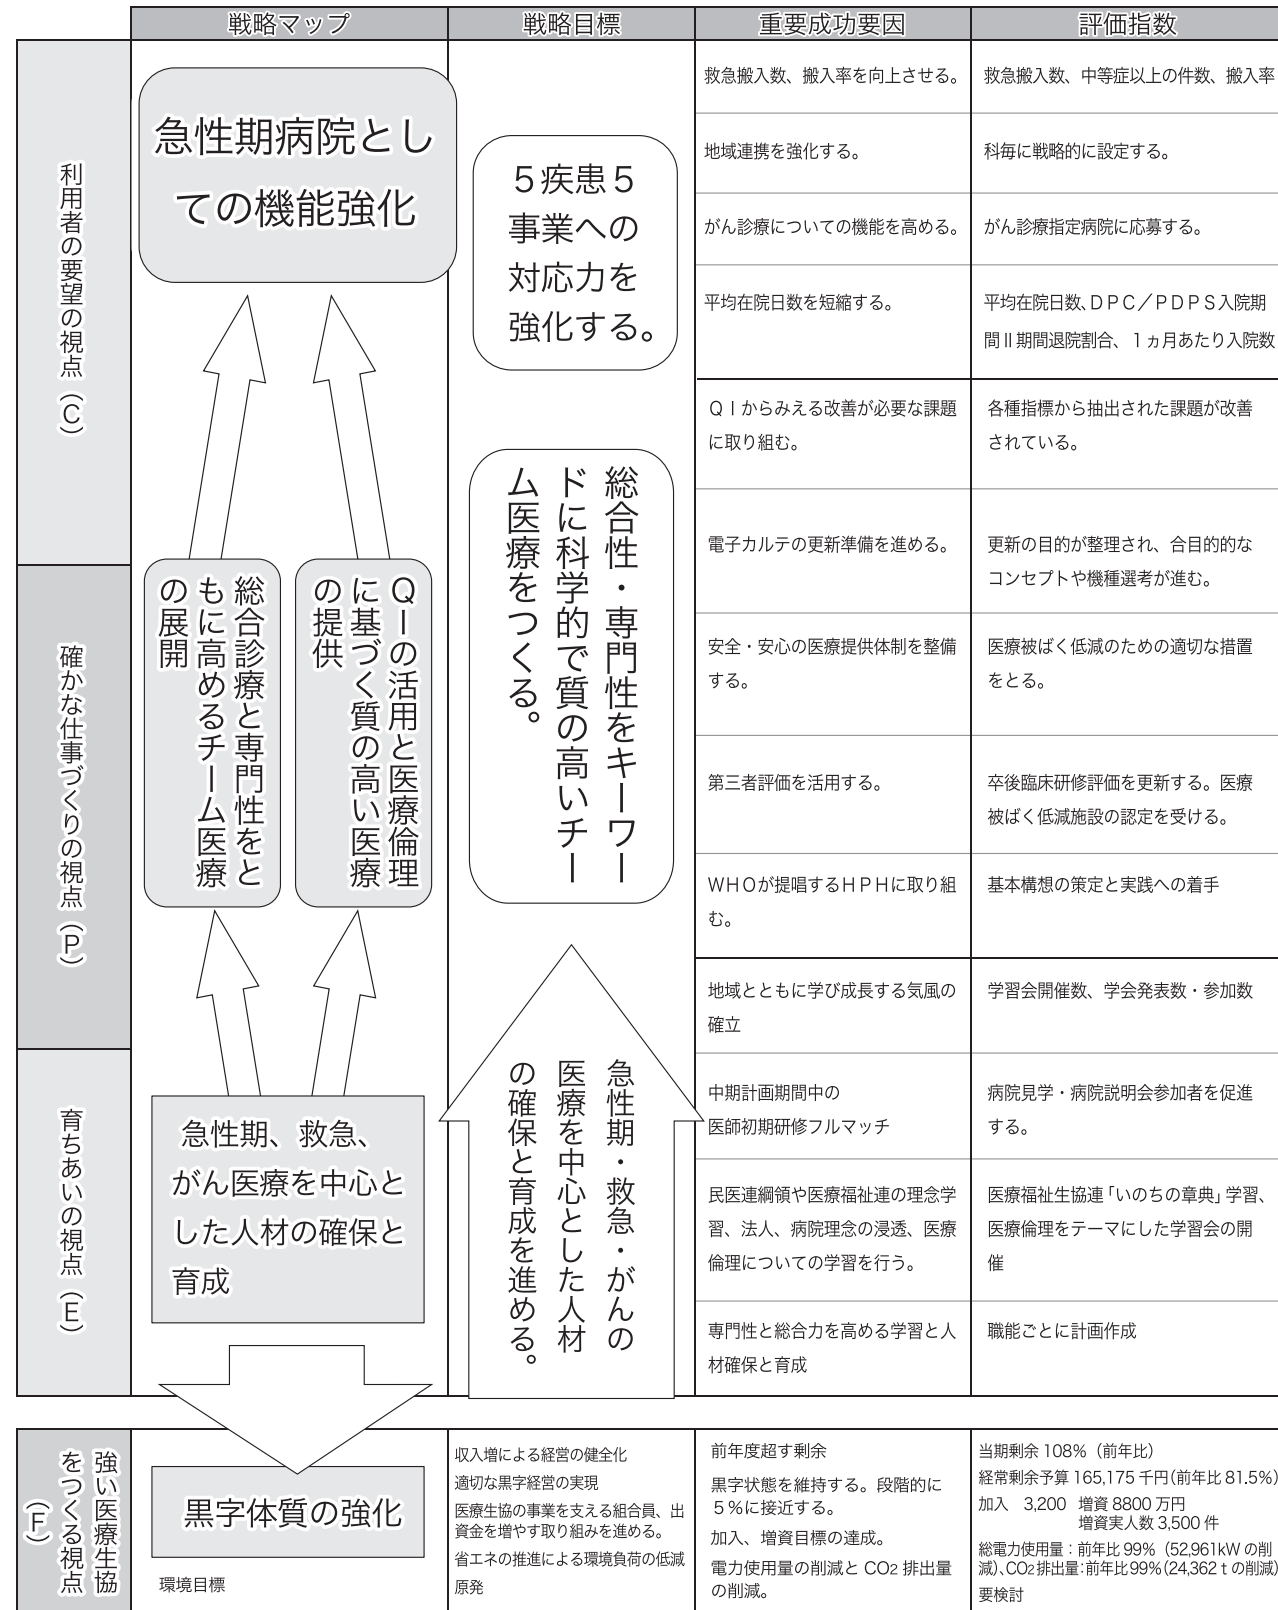 戦略マップ
戦略目標
重要成功要因
評価指数
利用者の要望の視点（C）
急性期病院とし
ての機能強化
５疾患５
事業への
対応力を
強化する。
救急搬入数、搬入率を向上させる。
救急搬入数、中等症以上の件数、搬入率
地域連携を強化する。
科毎に戦略的に設定する。
がん診療についての機能を高める。
がん診療指定病院に応募する。
平均在院日数を短縮する。
平均在院日数、ＤＰＣ／ＰＤＰＳ入院期
間Ⅱ期間退院割合、１ヵ月あたり入院数
ＱＩからみえる改善が必要な課題
に取り組む。
各種指標から抽出された課題が改善
されている。
電子カルテの更新準備を進める。
更新の目的が整理され、合目的的な
コンセプトや機種選考が進む。
確かな仕事づくりの視点（P）
ＱＩの活用と医療倫理
に基づく質の高い医療
の提供
総合診療と専門性をと
もに高めるチーム医療
の展開
総合性・専門性をキーワー
ドに科学的で質の高いチー
ム医療をつくる。
安全・安心の医療提供体制を整備
する。
医療被ばく低減のための適切な措置
をとる。
第三者評価を活用する。
卒後臨床研修評価を更新する。医療
被ばく低減施設の認定を受ける。
ＷＨＯが提唱するＨＰＨに取り組
む。
基本構想の策定と実践への着手
地域とともに学び成長する気風の
確立
学習会開催数、学会発表数・参加数
育ちあいの視点（E）
急性期、救急、
がん医療を中心と
した人材の確保と
育成
急性期・救急・がんの
医療を中心とした人材
の確保と育成を進める。
中期計画期間中の
医師初期研修フルマッチ
病院見学・病院説明会参加者を促進
する。
民医連綱領や医療福祉連の理念学
習、法人、病院理念の浸透、医療
倫理についての学習を行う。
医療福祉生協連「いのちの章典」学習、
医療倫理をテーマにした学習会の開
催
専門性と総合力を高める学習と人
材確保と育成
職能ごとに計画作成
強い医療生協
をつくる視点
（F）
黒字体質の強化
環境目標
収入増による経営の健全化
適切な黒字経営の実現
医療生協の事業を支える組合員、出
資金を増やす取り組みを進める。
省エネの推進による環境負荷の低減
原発
前年度超す剰余
黒字状態を維持する。段階的に
５％に接近する。
加入、増資目標の達成。
電力使用量の削減と CO2 排出量
の削減。
当期剰余 108%（前年比）
経常剰余予算 165,175 千円(前年比 81.5%)
加入　3,200　増資 8800 万円
増資実人数 3,500 件
総電力使用量：前年比 99%（52,961kW の削
減）、CO2 排出量：前年比 99%（24,362 t の削減）
要検討